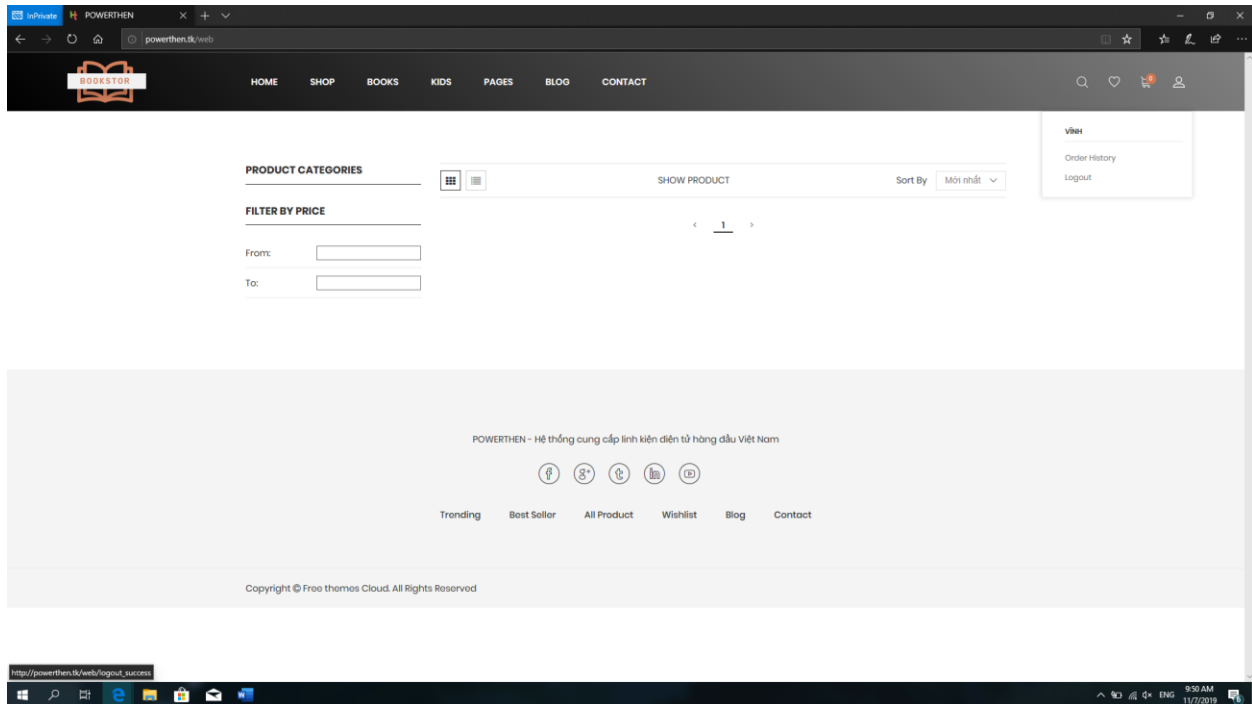 InPrivate POWERTHEN
powerthen.tk/web
BOOKSTOR HOME SHOP BOOKS KIDS PAGES BLOG CONTACT 0
VĨNH
Order History
Logout
PRODUCT CATEGORIES
SHOW PRODUCT Sort By Mới nhất
FILTER BY PRICE
< 1 >
From:
To:
POWERTHEN - Hệ thống cung cấp linh kiện điện tử hàng đầu Việt Nam
Trending Best Seller All Product Wishlist Blog Contact
Copyright © Free themes Cloud. All Rights Reserved
http://powerthen.tk/web/logout_success
ENG 9:50 AM
11/7/2019